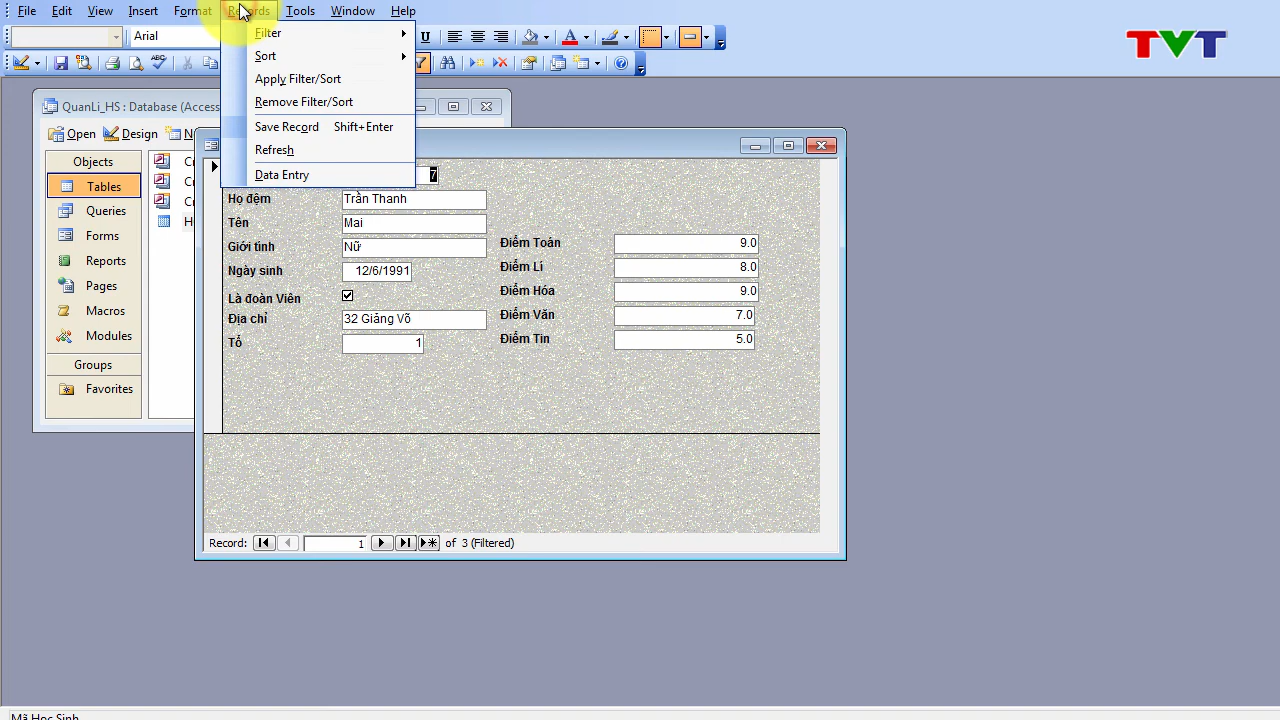 File Edit View Insert Format Records Tools Window Help
Arial U
TVT
Filter
Sort
Apply Filter/Sort
Remove Filter/Sort
Save Record Shift+Enter
Refresh
Data Entry
QuanLi_HS : Database (Access
Open Design N
Objects
Tables
Queries
Forms
Reports
Pages
Macros
Modules
Groups
Favorites
7
Họ đệm Trần Thanh
Tên Mai
Giới tính Nữ
Ngày sinh 12/6/1991
Là đoàn Viên
Địa chỉ 32 Giảng Võ
Tổ 1
Điểm Toán 9.0
Điểm Lí 8.0
Điểm Hóa 9.0
Điểm Văn 7.0
Điểm Tin 5.0
Record: 1 of 3 (Filtered)
Mã Học Sinh